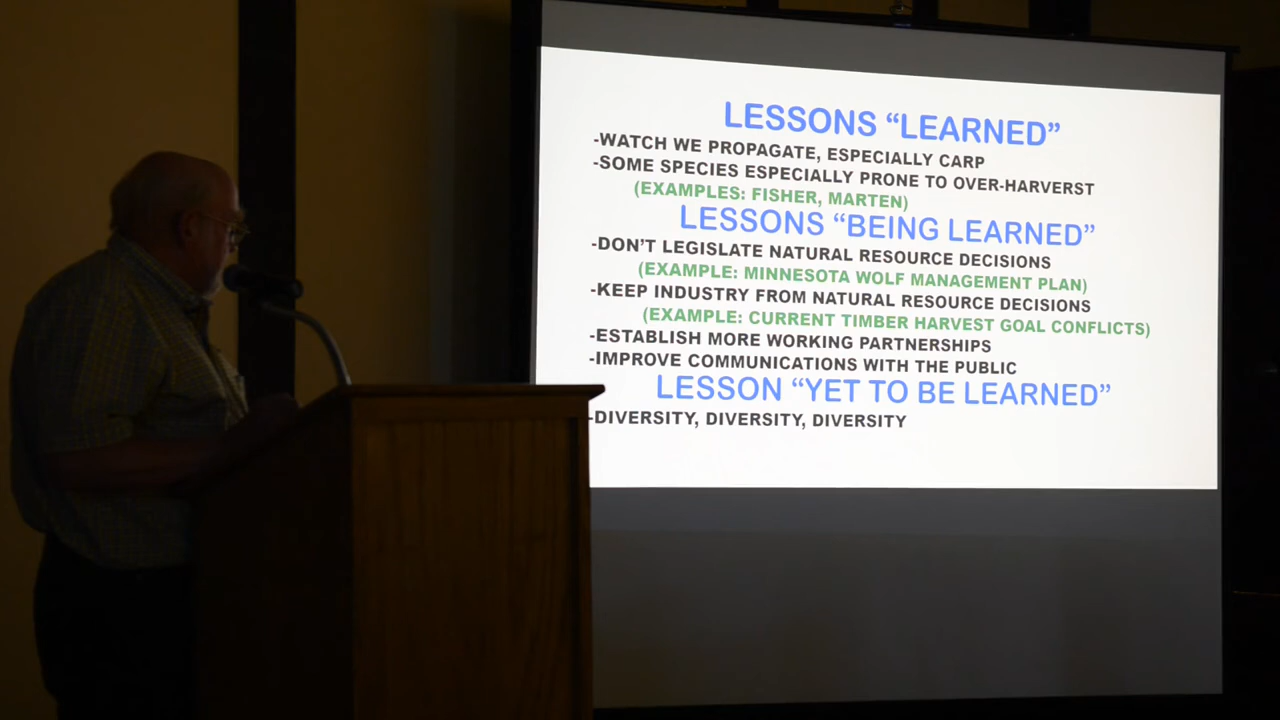 LESSONS “LEARNED”
-WATCH WE PROPAGATE, ESPECIALLY CARP
-SOME SPECIES ESPECIALLY PRONE TO OVER-HARVERST
(EXAMPLES: FISHER, MARTEN)
LESSONS “BEING LEARNED”
-DON’T LEGISLATE NATURAL RESOURCE DECISIONS
(EXAMPLE: MINNESOTA WOLF MANAGEMENT PLAN)
-KEEP INDUSTRY FROM NATURAL RESOURCE DECISIONS
(EXAMPLE: CURRENT TIMBER HARVEST GOAL CONFLICTS)
-ESTABLISH MORE WORKING PARTNERSHIPS
-IMPROVE COMMUNICATIONS WITH THE PUBLIC
LESSON “YET TO BE LEARNED”
-DIVERSITY, DIVERSITY, DIVERSITY